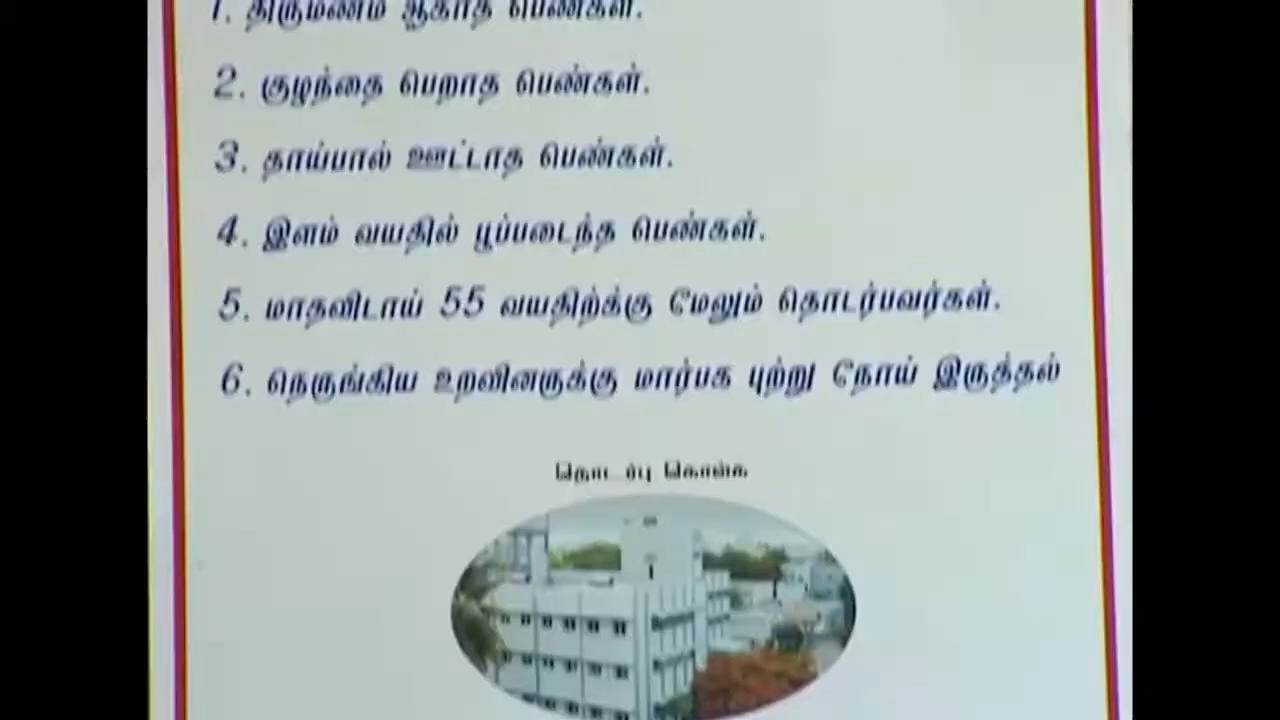 1. திருமணம் ஆகாத பெண்கள்.
2. குழந்தை பெறாத பெண்கள்.
3. தாய்பால் ஊட்டாத பெண்கள்.
4. இளம் வயதில் பூப்படைந்த பெண்கள்.
5. மாதவிடாய் 55 வயதிற்க்கு மேலும் தொடர்பவர்கள்.
6. நெருங்கிய உறவினருக்கு மார்பக புற்று நோய் இருத்தல்
தொடர்பு கொள்க